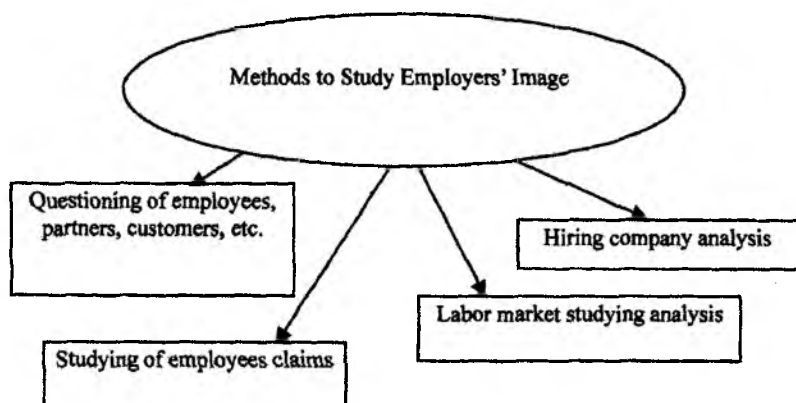 Methods to Study Employers' Image
Questioning of employees,
partners, customers, etc.
Hiring company analysis
Labor market studying analysis
Studying of employees claims